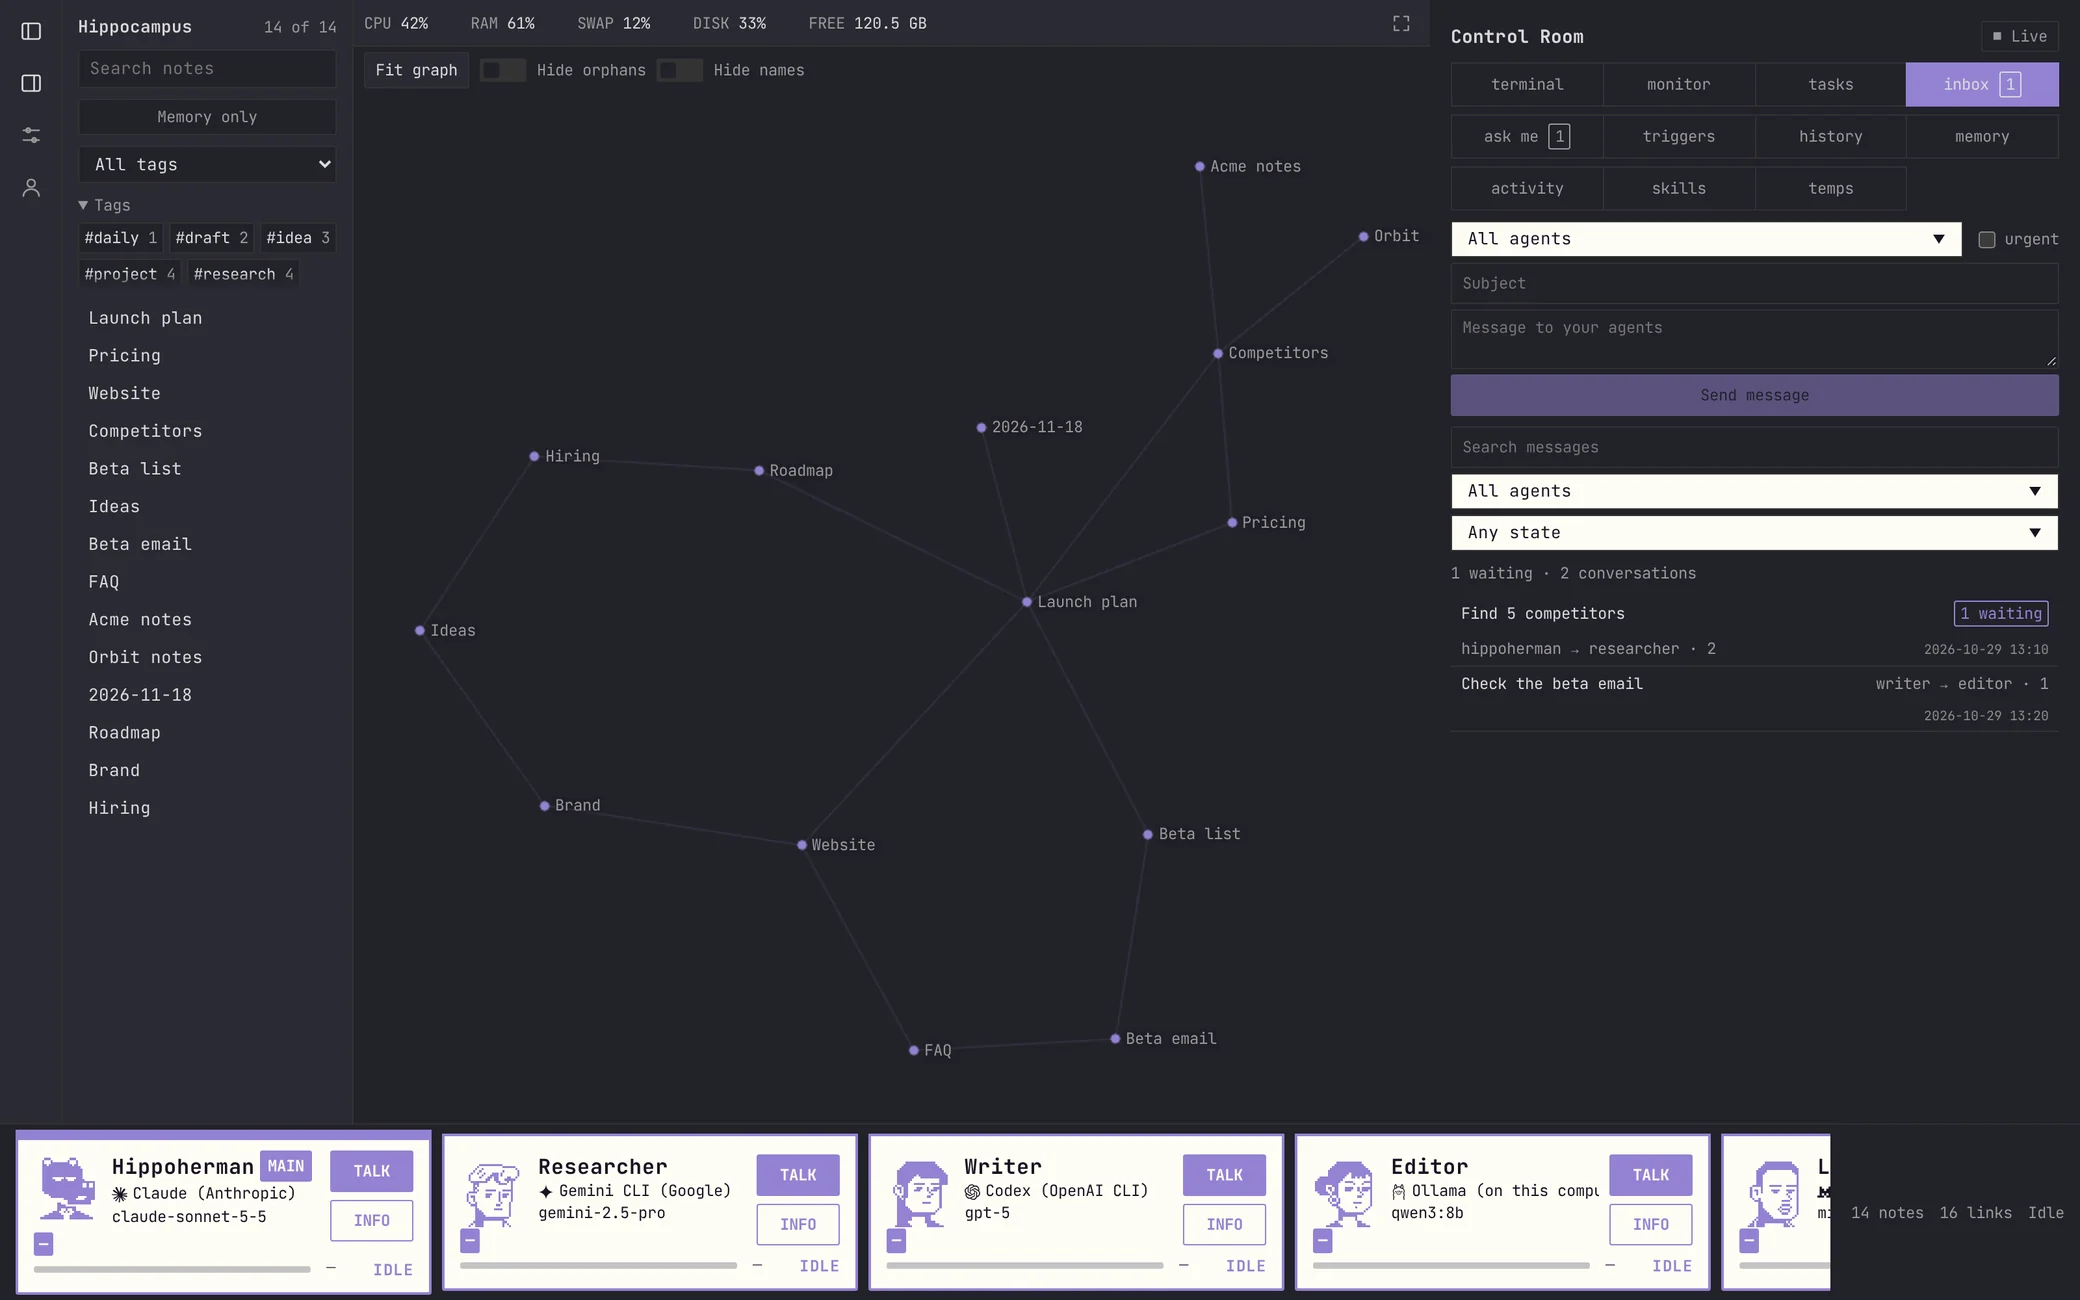 Hippocampus 14 of 14
Search notes
Memory only
All tags
Tags
#daily 1 #draft 2 #idea 3
#project 4 #research 4
Launch plan
Pricing
Website
Competitors
Beta list
Ideas
Beta email
FAQ
Acme notes
Orbit notes
2026-11-18
Roadmap
Brand
Hiring
CPU 42% RAM 61% SWAP 12% DISK 33% FREE 120.5 GB
Fit graph Hide orphans Hide names
Acme notes
Orbit
Competitors
2026-11-18
Hiring
Roadmap
Pricing
Launch plan
Ideas
Brand
Beta list
Website
Beta email
FAQ
Control Room Live
terminal monitor tasks inbox 1
ask me 1 triggers history memory
activity skills temps
All agents urgent
Subject
Message to your agents
Send message
Search messages
All agents
Any state
1 waiting · 2 conversations
Find 5 competitors 1 waiting
hippoherman → researcher · 2 2026-10-29 13:10
Check the beta email writer → editor · 1
2026-10-29 13:20
Hippoherman MAIN TALK
Claude (Anthropic)
claude-sonnet-5-5 INFO
— IDLE
Researcher TALK
Gemini CLI (Google)
gemini-2.5-pro INFO
— IDLE
Writer TALK
Codex (OpenAI CLI)
gpt-5 INFO
— IDLE
Editor TALK
Ollama (on this compu
qwen3:8b INFO
— IDLE
L
14 notes 16 links Idle